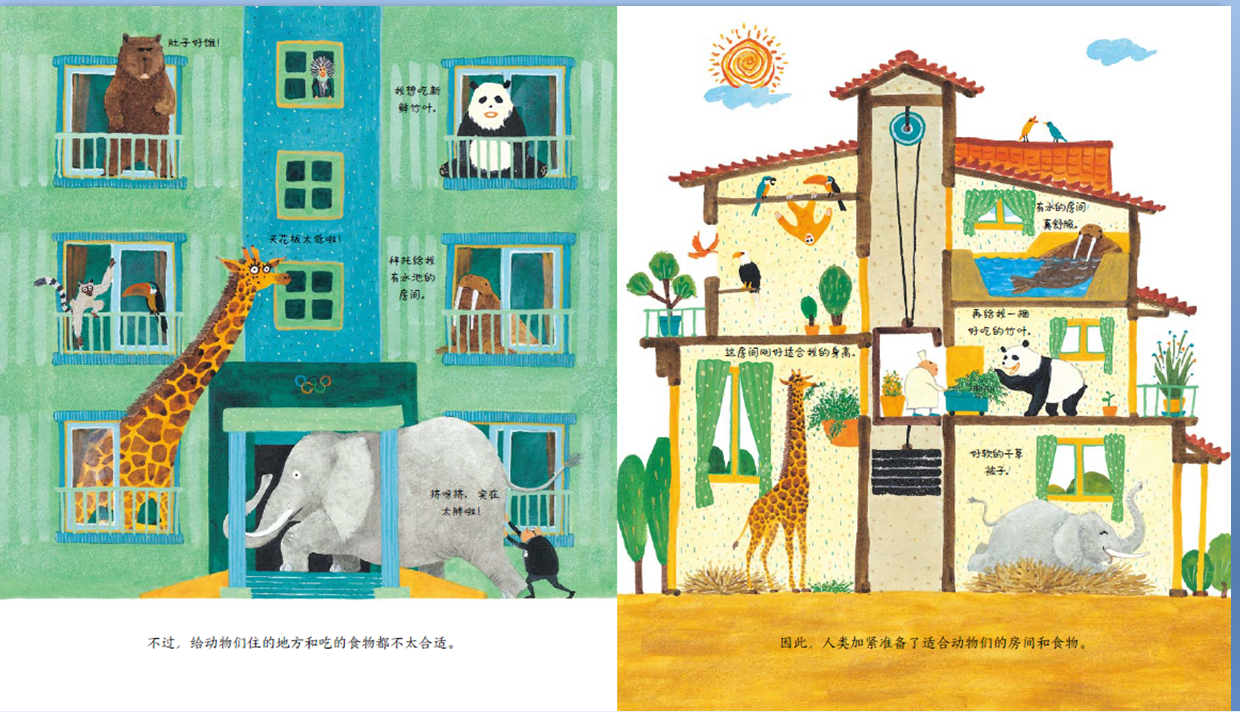 肚子好饿！
我想吃新
鲜竹叶。
天花板太低啦！
拜托给我
有水池的
房间。
挤呀挤，实在
太胖啦！
不过，给动物们住的地方和吃的食物都不太合适。
有水的房间
真舒服。
再给我一捆
好吃的竹叶。
这房间刚好适合我的身高。
好软的干草
被子。
因此，人类加紧准备了适合动物们的房间和食物。